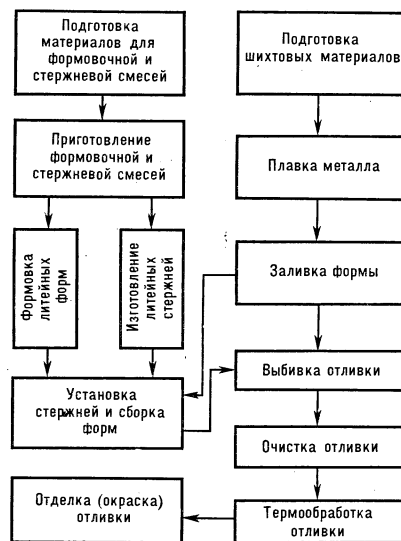 Подготовка
материалов для
формовочной и
стержневой смесей
Приготовление
формовочной и
стержневой смесей
Формовка
литейных
форм
Изготовление
литейных
стержней
Установка
стержней и сборка
форм
Отделка (окраска)
отливки
Подготовка
шихтовых материалов
Плавка металла
Заливка формы
Выбивка отливки
Очистка отливки
Термообработка
отливки